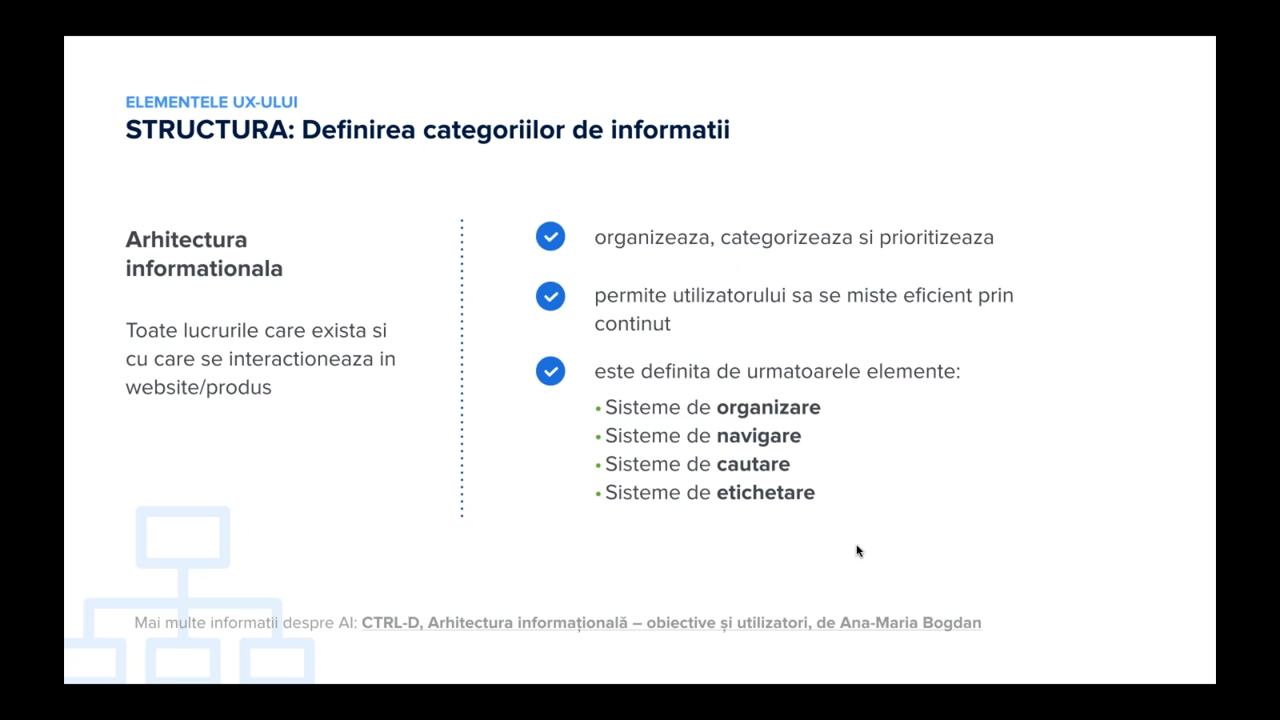 ELEMENTELE UX-ULUI
STRUCTURA: Definirea categoriilor de informatii
Arhitectura
informationala
Toate lucrurile care exista si
cu care se interactioneaza in
website/produs
organizeaza, categorizeaza si prioritizeaza
permite utilizatorului sa se miste eficient prin
continut
este definita de urmatoarele elemente:
• Sisteme de organizare
• Sisteme de navigare
• Sisteme de cautare
• Sisteme de etichetare
Mai multe informatii despre AI: CTRL-D, Arhitectura informațională – obiective și utilizatori, de Ana-Maria Bogdan